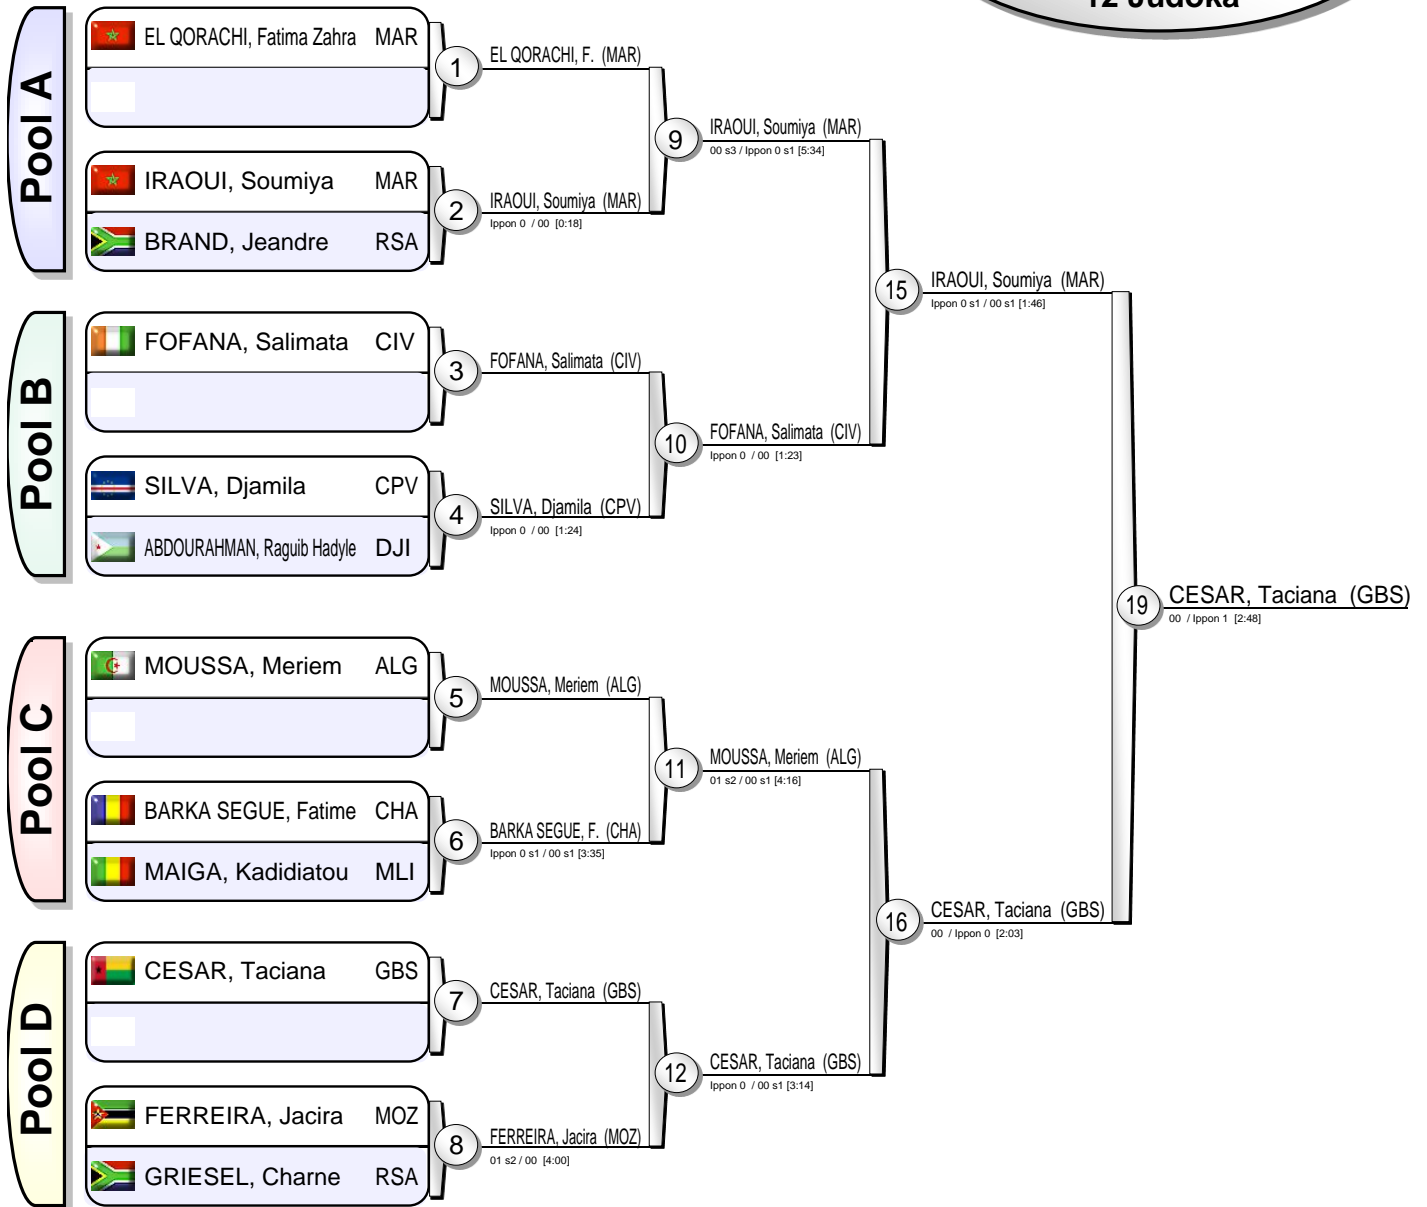 12 Judoka
Pool A
EL QORACHI, Fatima Zahra MAR
1
EL QORACHI, F. (MAR)
IRAOUI, Soumiya MAR
BRAND, Jeandre RSA
2
IRAOUI, Soumiya (MAR)
Ippon 0 / 00 [0:18]
9
IRAOUI, Soumiya (MAR)
00 s3 / Ippon 0 s1 [5:34]
Pool B
FOFANA, Salimata CIV
3
FOFANA, Salimata (CIV)
SILVA, Djamila CPV
ABDOURAHMAN, Raguib Hadyle DJI
4
SILVA, Djamila (CPV)
Ippon 0 / 00 [1:24]
10
FOFANA, Salimata (CIV)
Ippon 0 / 00 [1:23]
15
IRAOUI, Soumiya (MAR)
Ippon 0 s1 / 00 s1 [1:46]
Pool C
MOUSSA, Meriem ALG
5
MOUSSA, Meriem (ALG)
BARKA SEGUE, Fatime CHA
MAIGA, Kadidiatou MLI
6
BARKA SEGUE, F. (CHA)
Ippon 0 s1 / 00 s1 [3:35]
11
MOUSSA, Meriem (ALG)
01 s2 / 00 s1 [4:16]
Pool D
CESAR, Taciana GBS
7
CESAR, Taciana (GBS)
FERREIRA, Jacira MOZ
GRIESEL, Charne RSA
8
FERREIRA, Jacira (MOZ)
01 s2 / 00 [4:00]
12
CESAR, Taciana (GBS)
Ippon 0 / 00 s1 [3:14]
16
CESAR, Taciana (GBS)
00 / Ippon 0 [2:03]
19
CESAR, Taciana (GBS)
00 / Ippon 1 [2:48]